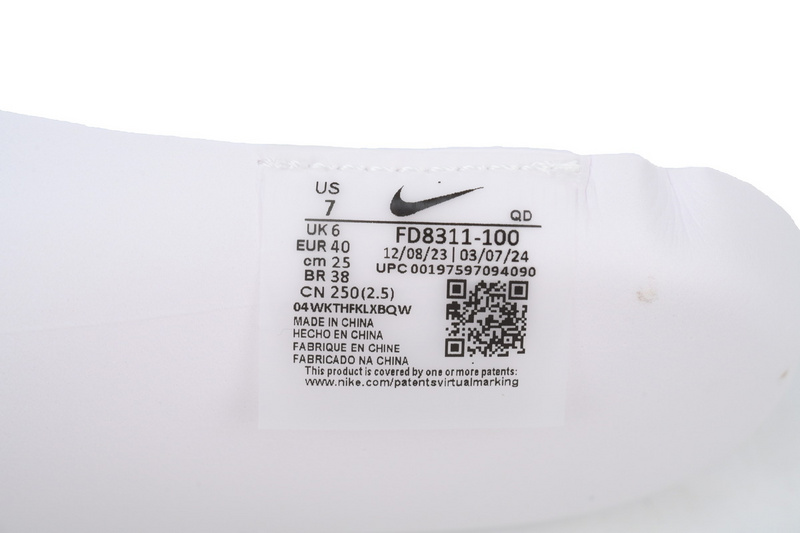 US
7
QD
UK 6
EUR 40
cm 25
BR 38
CN 250(2.5)
FD8311-100
12/08/23 | 03/07/24
UPC 00197597094090
04WKTHFKLXBQW
MADE IN CHINA
HECHO EN CHINA
FABRIQUE EN CHINE
FABRICADO NA CHINA
This product is covered by one or more patents:
www.nike.com/patentsvirtualmarking